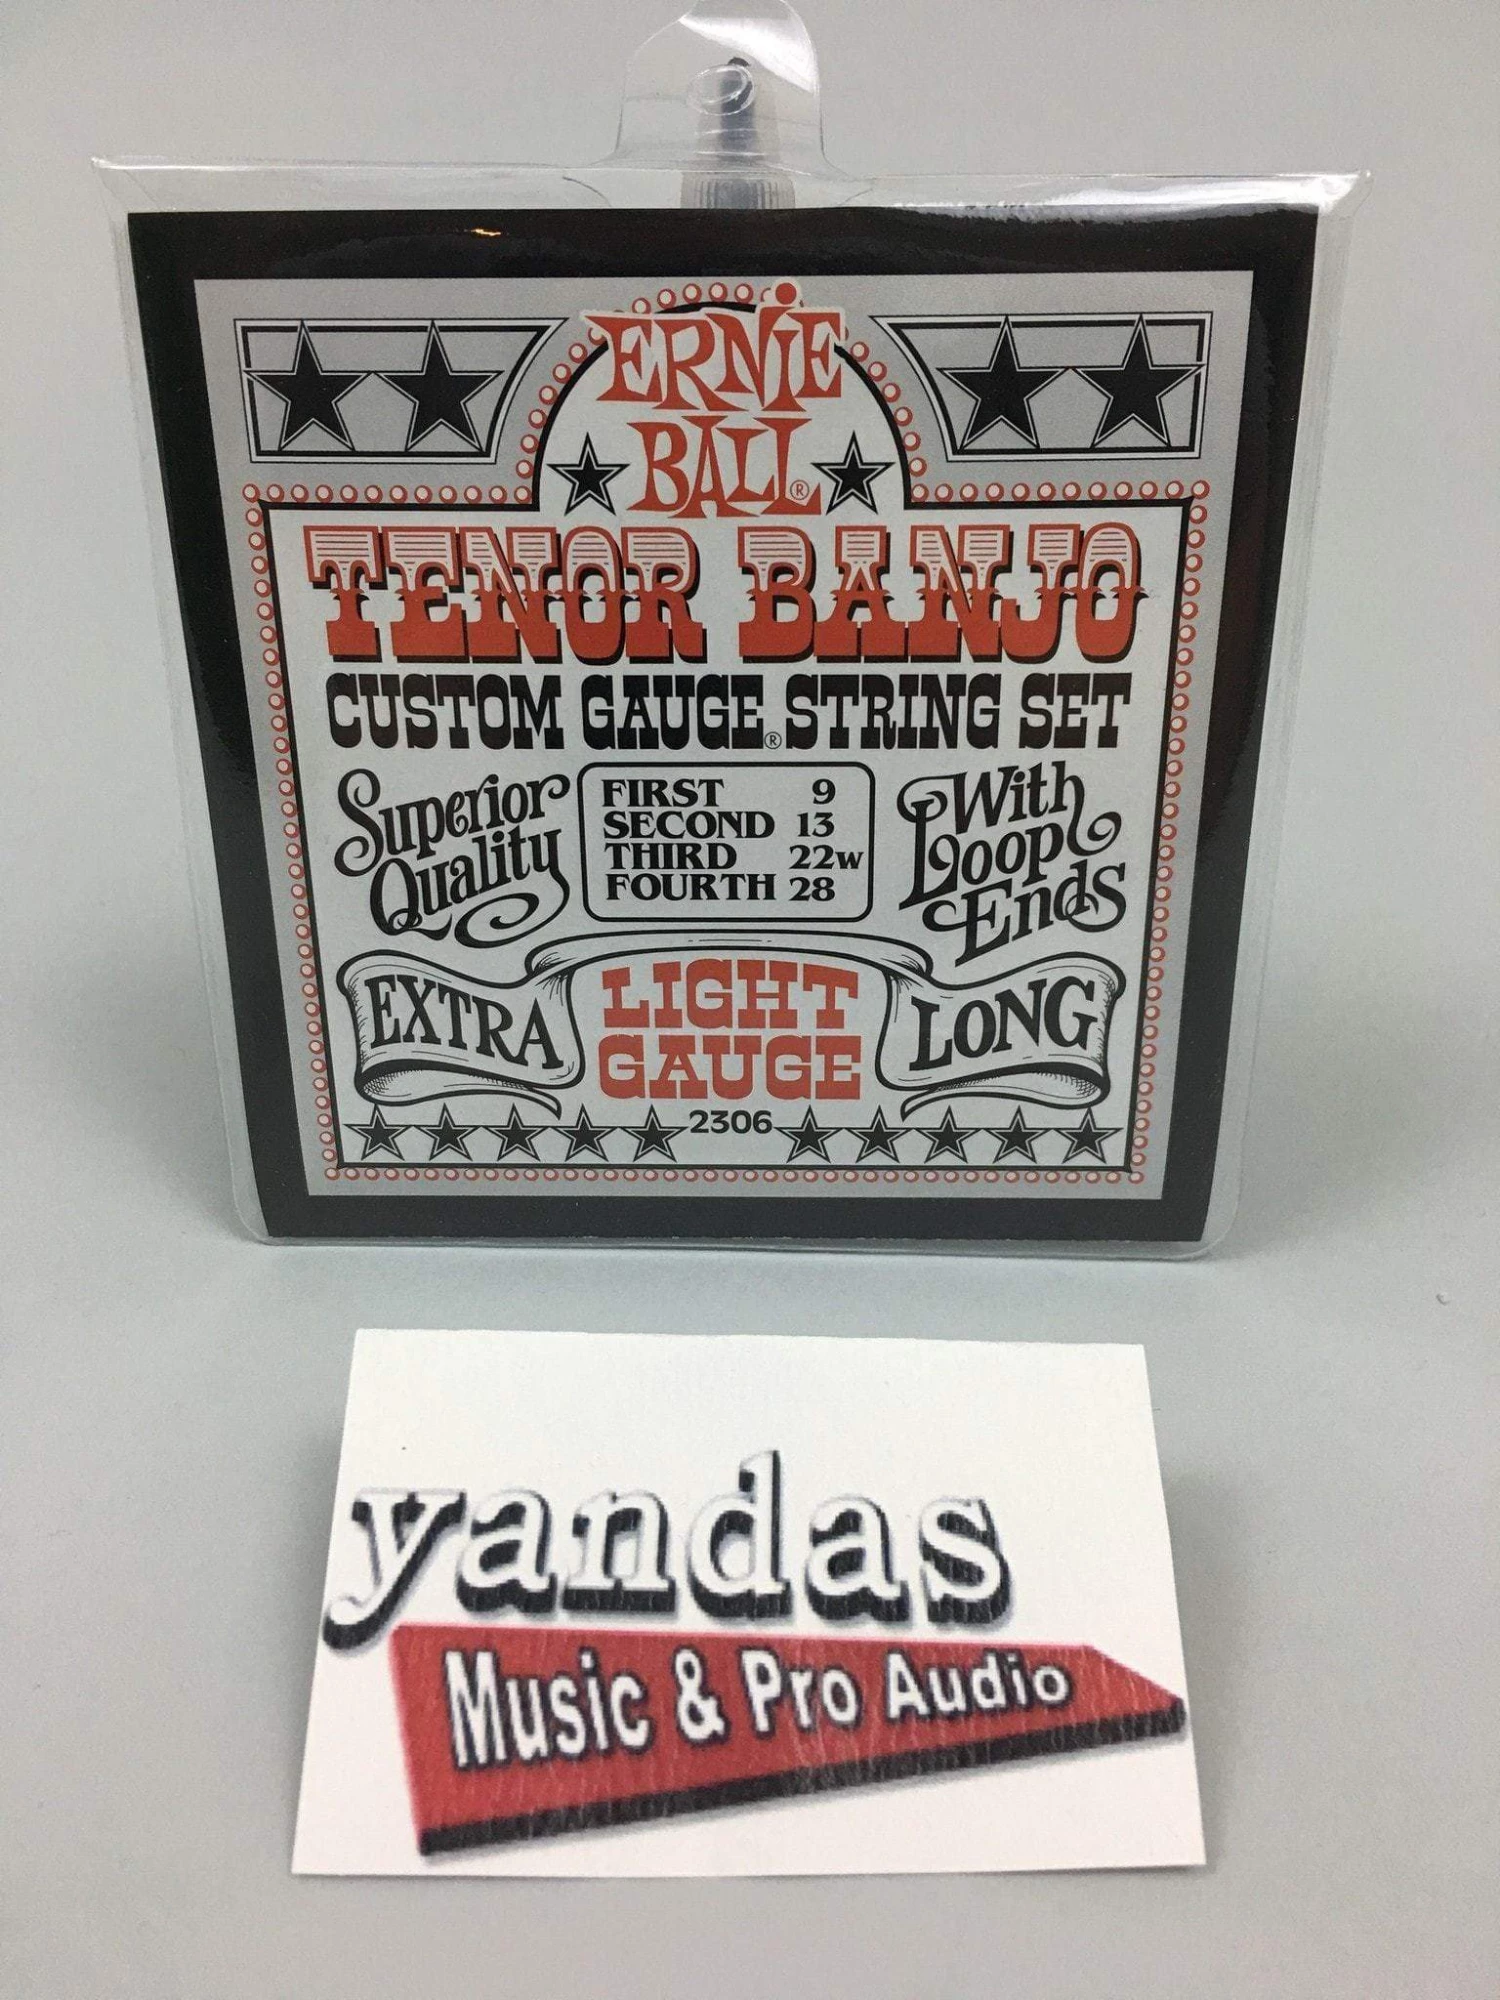 ERNiE
BALL®
TENOR BANJO
CUSTOM GAUGE® STRING SET
Superior
Quality
FIRST 9
SECOND 13
THIRD 22w
FOURTH 28
With
Loop
Ends
EXTRA
LIGHT
GAUGE
LONG
2306
yandas
Music & Pro Audio